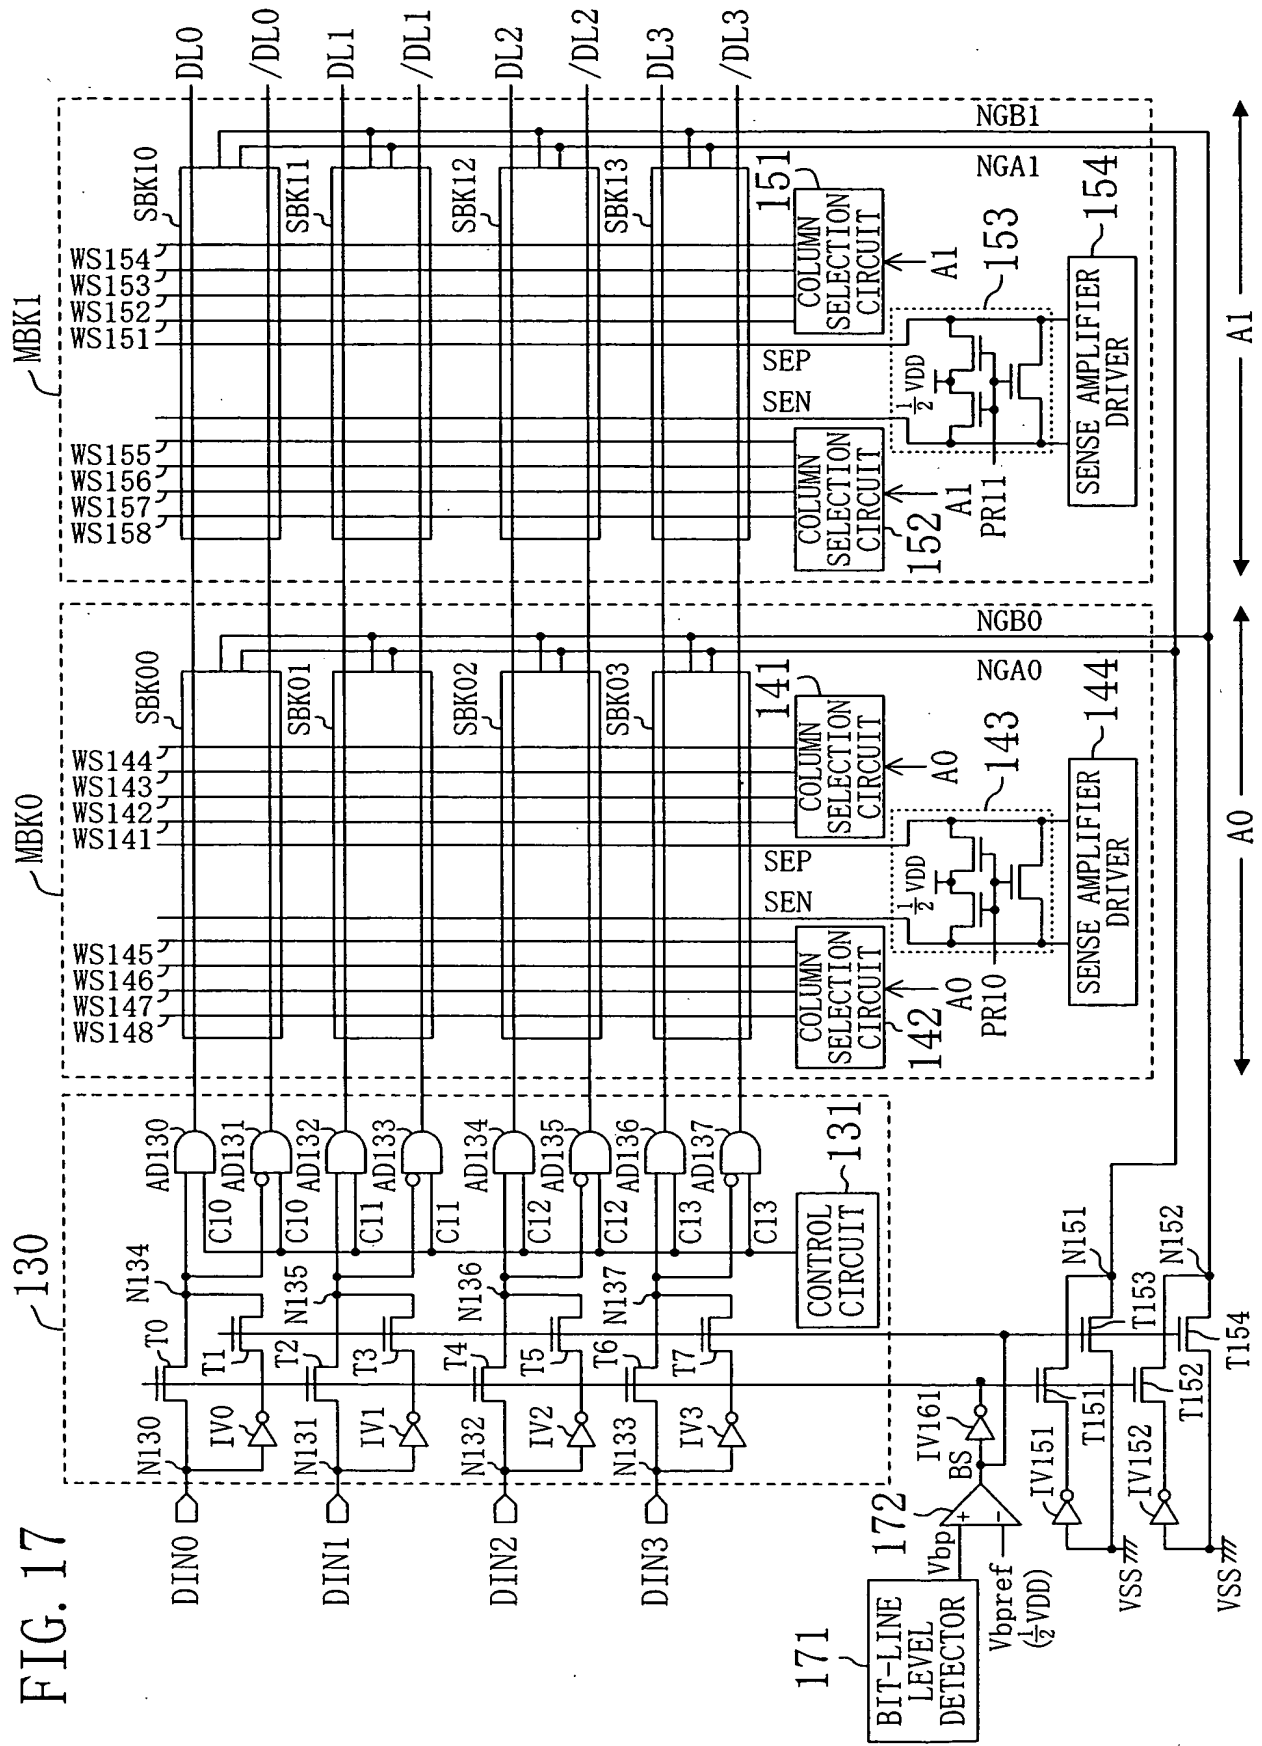 FIG. 17
130
MBK0
MBK1
DIN0
DIN1
DIN2
DIN3
N130
N131
N132
N133
T0
T1
T2
T3
T4
T5
T6
T7
IV0
IV1
IV2
IV3
N134
N135
N136
N137
AD130
AD131
AD132
AD133
AD134
AD135
AD136
AD137
C10
C10
C11
C11
C12
C12
C13
C13
CONTROL
CIRCUIT
131
WS148
WS147
WS146
WS145
WS141
WS142
WS143
WS144
SBK00
SBK01
SBK02
SBK03
SEN
SEP
COLUMN
SELECTION
CIRCUIT
142
A0
COLUMN
SELECTION
CIRCUIT
141
A0
PR10
1/2 VDD
143
SENSE AMPLIFIER
DRIVER
144
NGA0
NGB0
WS158
WS157
WS156
WS155
WS151
WS152
WS153
WS154
SBK10
SBK11
SBK12
SBK13
SEN
SEP
COLUMN
SELECTION
CIRCUIT
152
A1
COLUMN
SELECTION
CIRCUIT
151
A1
PR11
1/2 VDD
153
SENSE AMPLIFIER
DRIVER
154
NGA1
NGB1
DL0
/DL0
DL1
/DL1
DL2
/DL2
DL3
/DL3
171
BIT-LINE
LEVEL
DETECTOR
172
Vbp
+
−
Vbpref
(1/2VDD)
BS
IV161
IV151
IV152
T151
T152
T153
T154
N151
N152
VSS
VSS
A0
A1